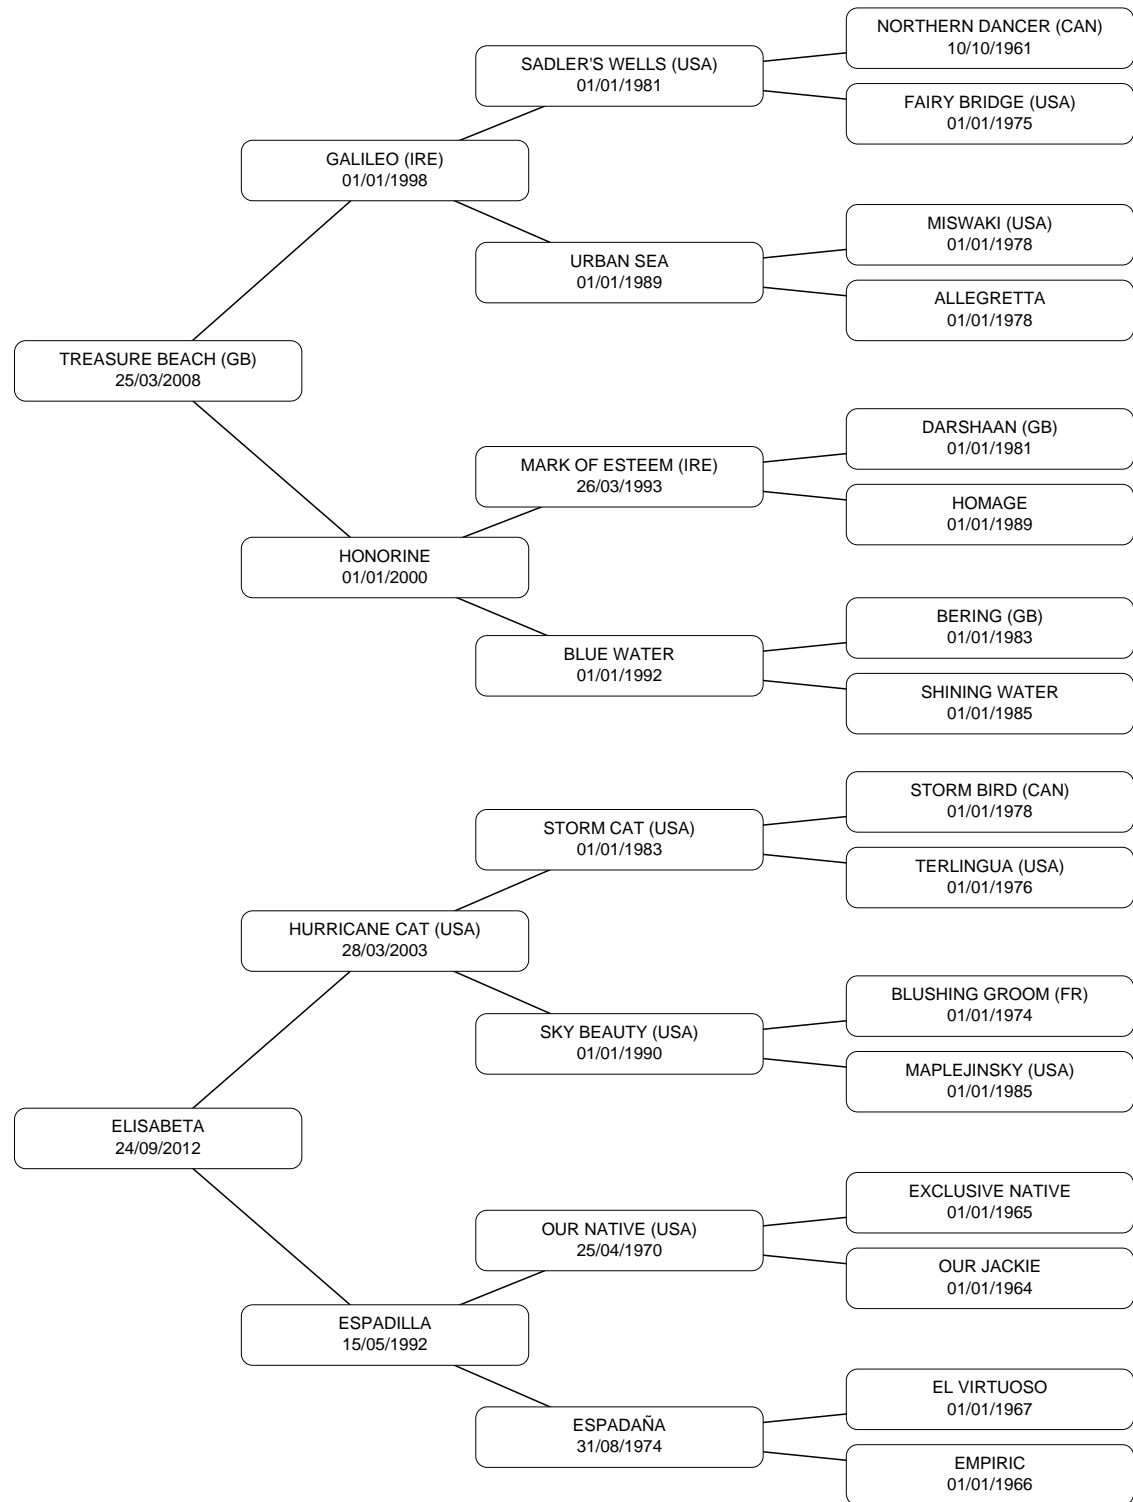 NORTHERN DANCER (CAN)
10/10/1961
SADLER'S WELLS (USA)
01/01/1981
FAIRY BRIDGE (USA)
01/01/1975
GALILEO (IRE)
01/01/1998
MISWAKI (USA)
01/01/1978
URBAN SEA
01/01/1989
ALLEGRETTA
01/01/1978
TREASURE BEACH (GB)
25/03/2008
DARSHAAN (GB)
01/01/1981
MARK OF ESTEEM (IRE)
26/03/1993
HOMAGE
01/01/1989
HONORINE
01/01/2000
BERING (GB)
01/01/1983
BLUE WATER
01/01/1992
SHINING WATER
01/01/1985
STORM BIRD (CAN)
01/01/1978
STORM CAT (USA)
01/01/1983
TERLINGUA (USA)
01/01/1976
HURRICANE CAT (USA)
28/03/2003
BLUSHING GROOM (FR)
01/01/1974
SKY BEAUTY (USA)
01/01/1990
MAPLEJINSKY (USA)
01/01/1985
ELISABETA
24/09/2012
EXCLUSIVE NATIVE
01/01/1965
OUR NATIVE (USA)
25/04/1970
OUR JACKIE
01/01/1964
ESPADILLA
15/05/1992
EL VIRTUOSO
01/01/1967
ESPADAÑA
31/08/1974
EMPIRIC
01/01/1966